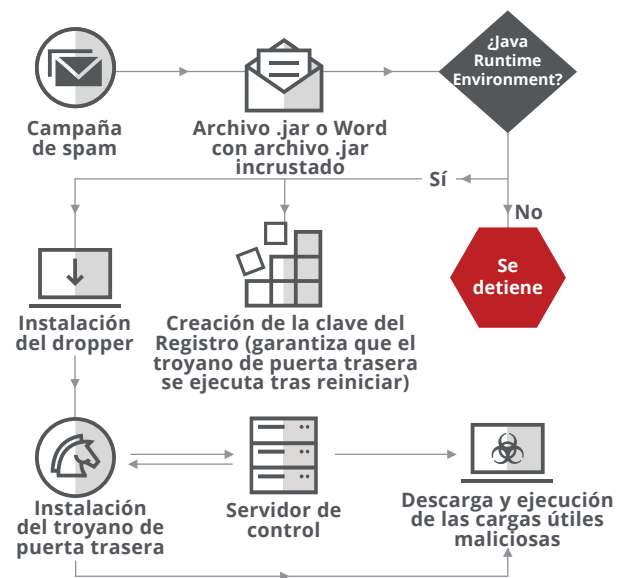 ¿Java
Runtime
Environment?
Campaña
de spam
Archivo .jar o Word
con archivo .jar
incrustado
Sí
No
Se
detiene
Instalación
del dropper
Creación de la clave del
Registro (garantiza que el
troyano de puerta trasera
se ejecuta tras reiniciar)
Instalación
del troyano de
puerta trasera
Servidor de
control
Descarga y ejecución
de las cargas útiles
maliciosas